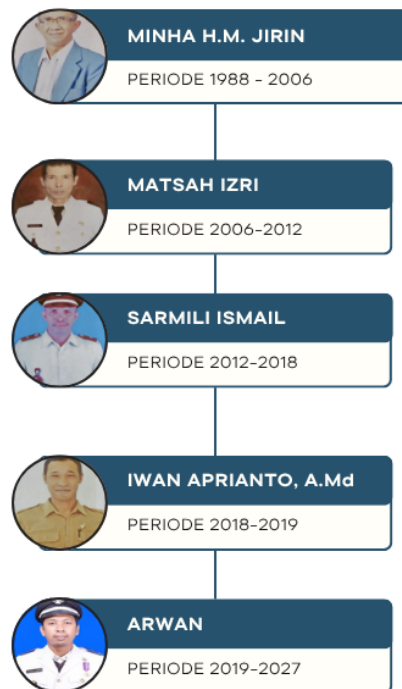 MINHA H.M. JIRIN
PERIODE 1988 - 2006
MATSAH IZRI
PERIODE 2006-2012
SARMILI ISMAIL
PERIODE 2012-2018
IWAN APRIANTO, A.Md
PERIODE 2018-2019
ARWAN
PERIODE 2019-2027